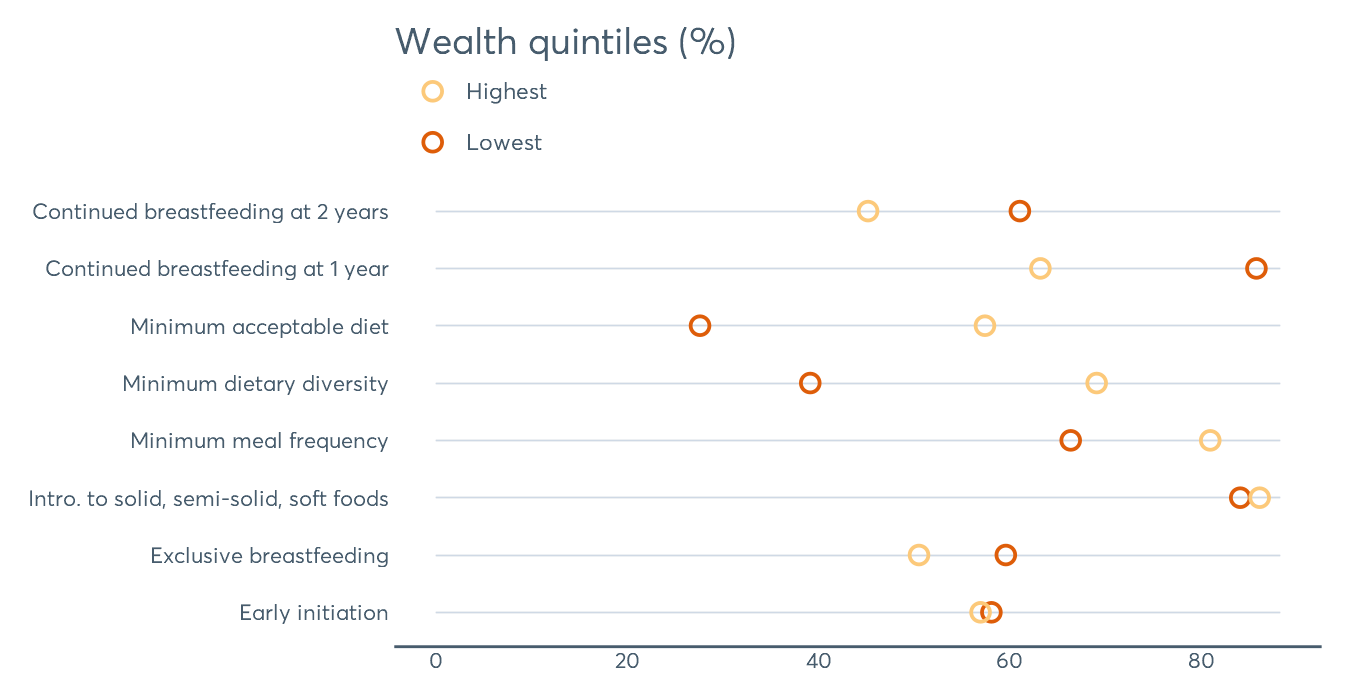 Wealth quintiles (%)
Highest
Lowest
Continued breastfeeding at 2 years
Continued breastfeeding at 1 year
Minimum acceptable diet
Minimum dietary diversity
Minimum meal frequency
Intro. to solid, semi-solid, soft foods
Exclusive breastfeeding
Early initiation
0 20 40 60 80